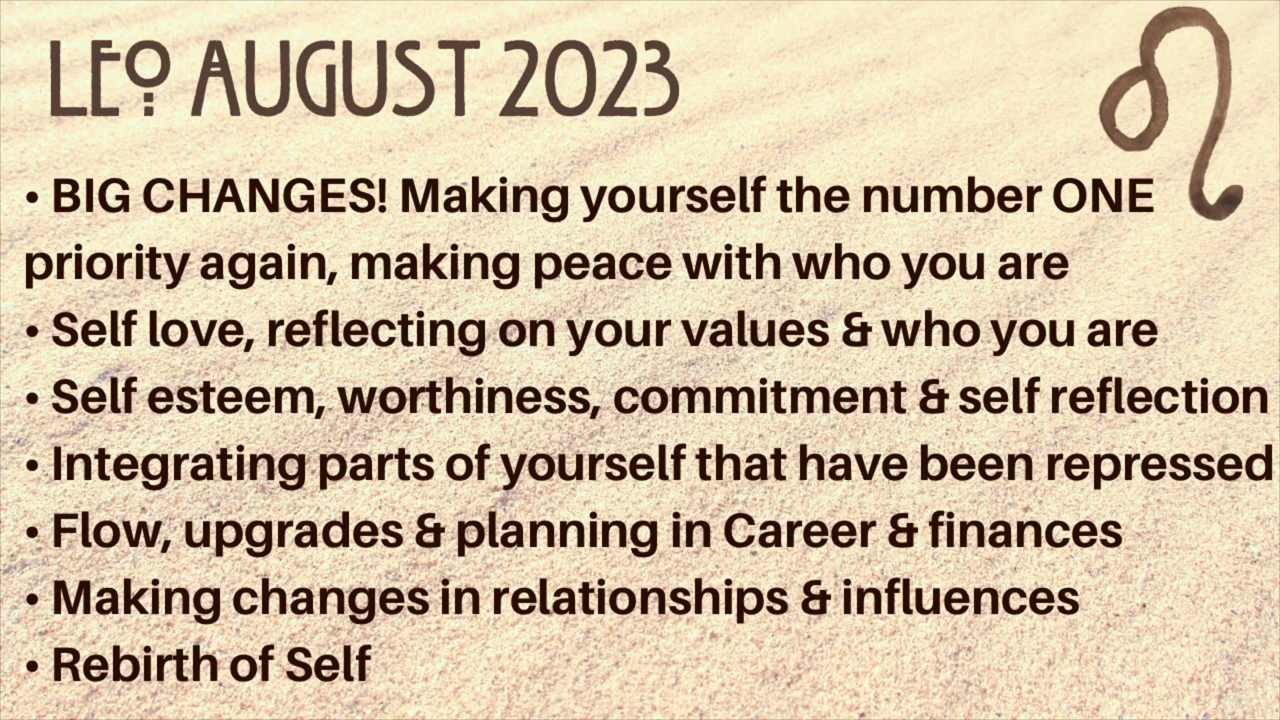 LEO AUGUST 2023
• BIG CHANGES! Making yourself the number ONE
priority again, making peace with who you are
• Self love, reflecting on your values & who you are
• Self esteem, worthiness, commitment & self reflection
• Integrating parts of yourself that have been repressed
• Flow, upgrades & planning in Career & finances
• Making changes in relationships & influences
• Rebirth of Self